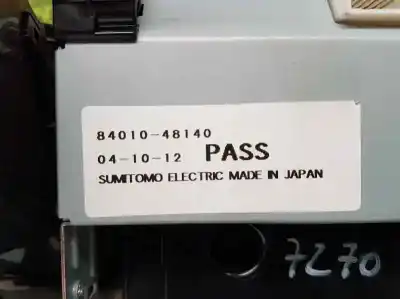 84010-48140
04-10-12 PASS
SUMITOMO ELECTRIC MADE IN JAPAN
7270